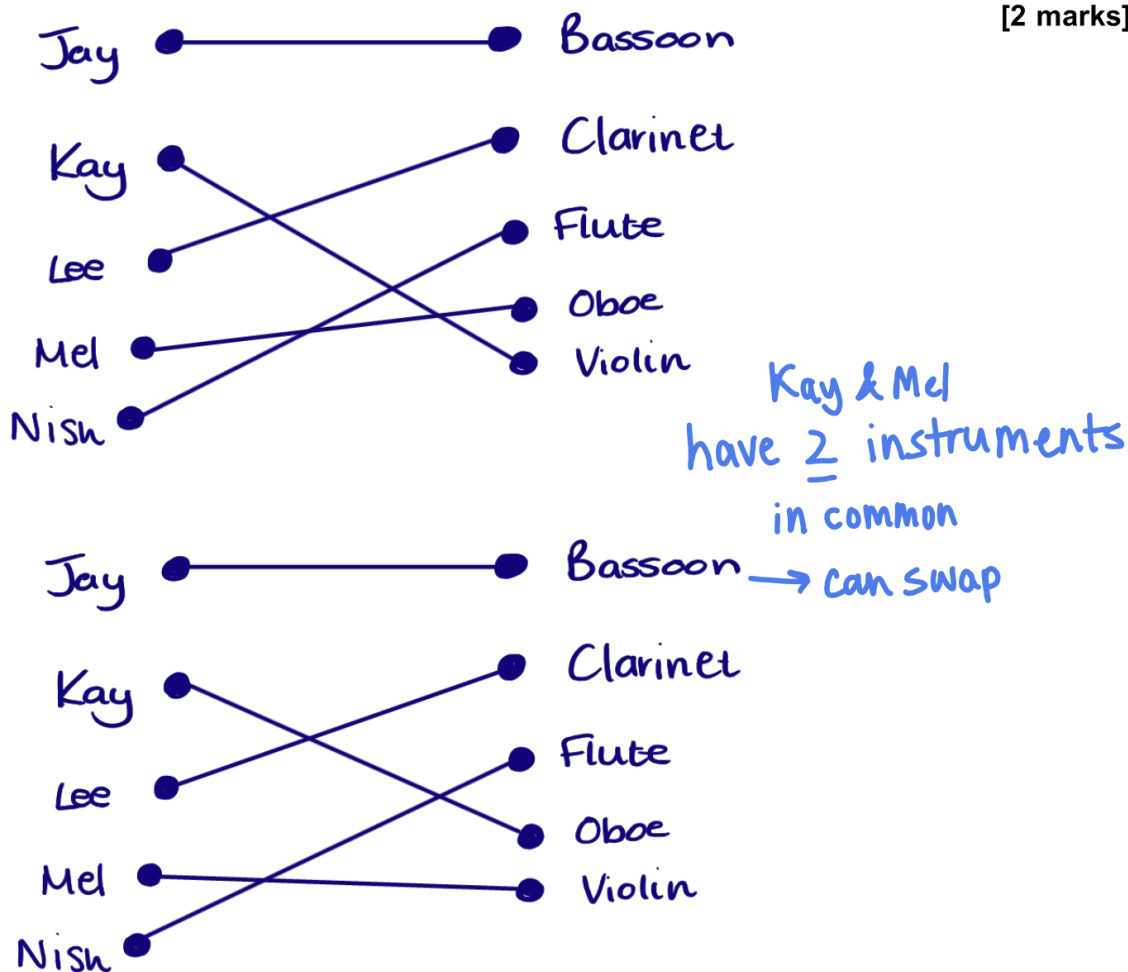 [2 marks]
Jay Bassoon
Kay Clarinet
Lee Flute
Mel Oboe
Nish Violin
Kay & Mel
have 2 instruments
in common
→ can swap
Jay Bassoon
Kay Clarinet
Lee Flute
Mel Oboe
Nish Violin